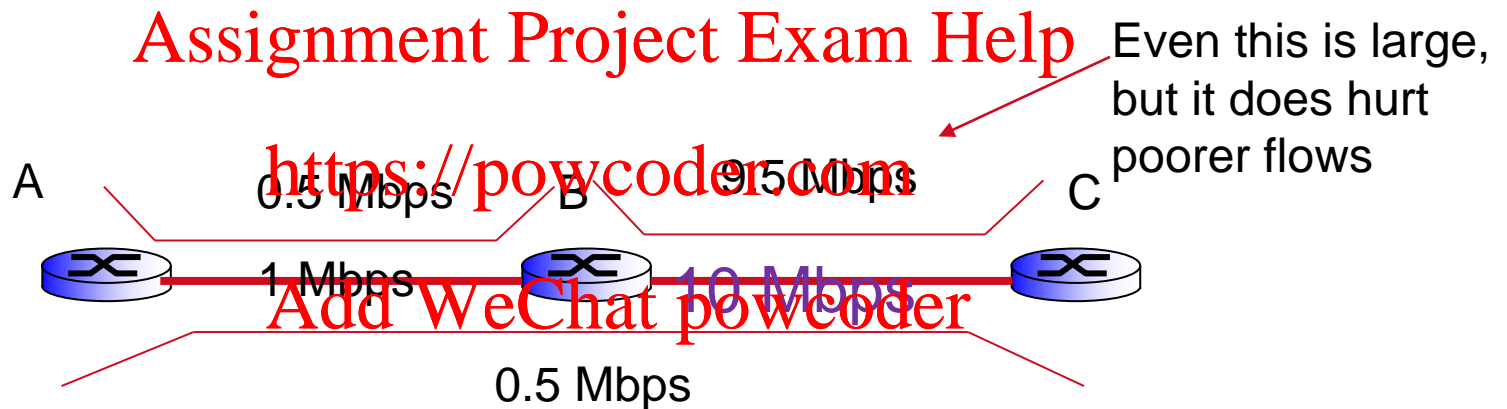 Assignment Project Exam Help
Even this is large,
but it does hurt
poorer flows
https://powcoder.com
A
0.5 Mbps
B
9.5 Mbps
C
1 Mbps
10 Mbps
Add WeChat powcoder
0.5 Mbps